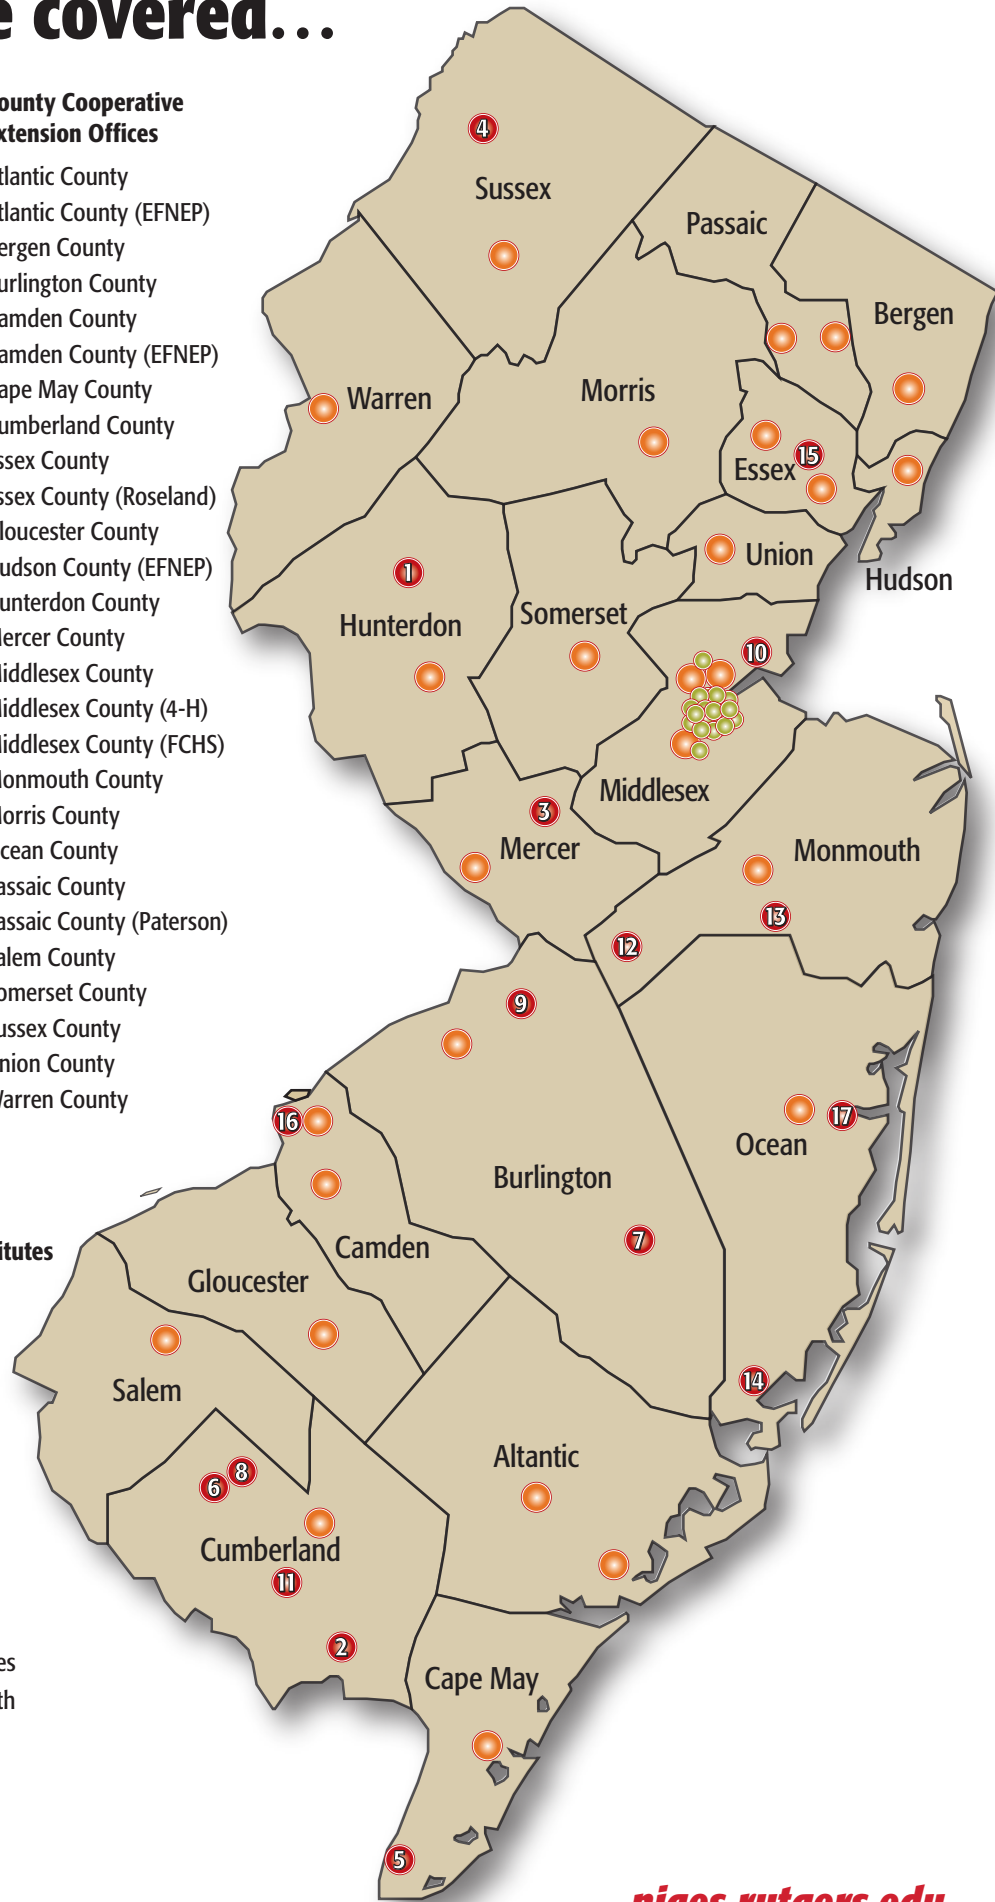 e covered...
ounty Cooperative
xtension Offices
tlantic County
tlantic County (EFNEP)
ergen County
urlington County
amden County
amden County (EFNEP)
ape May County
umberland County
ssex County
ssex County (Roseland)
loucester County
udson County (EFNEP)
unterdon County
ercer County
iddlesex County
iddlesex County (4-H)
iddlesex County (FCHS)
onmouth County
orris County
cean County
assaic County
assaic County (Paterson)
alem County
omerset County
ussex County
nion County
arren County
itutes
es
th
4
Sussex
Passaic
Bergen
Warren
Morris
Essex
15
Union
Hudson
1
Hunterdon
Somerset
10
Middlesex
3
Mercer
Monmouth
13
12
9
16
17
Ocean
Burlington
7
Camden
Gloucester
14
Salem
Altantic
8
6
Cumberland
11
2
Cape May
5
njaes.rutgers.edu